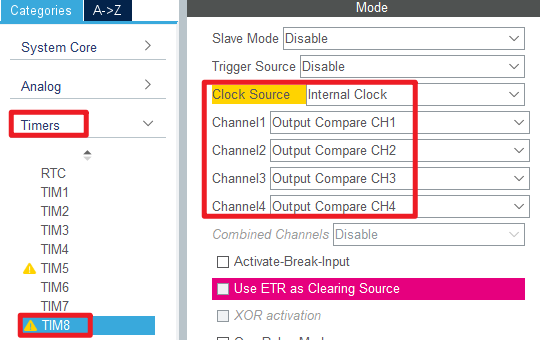 Categories A->Z
System Core
Analog
Timers
RTC
TIM1
TIM2
TIM3
TIM4
TIM5
TIM6
TIM7
TIM8
Mode
Slave Mode Disable
Trigger Source Disable
Clock Source Internal Clock
Channel1 Output Compare CH1
Channel2 Output Compare CH2
Channel3 Output Compare CH3
Channel4 Output Compare CH4
Combined Channels Disable
Activate-Break-Input
Use ETR as Clearing Source
XOR activation